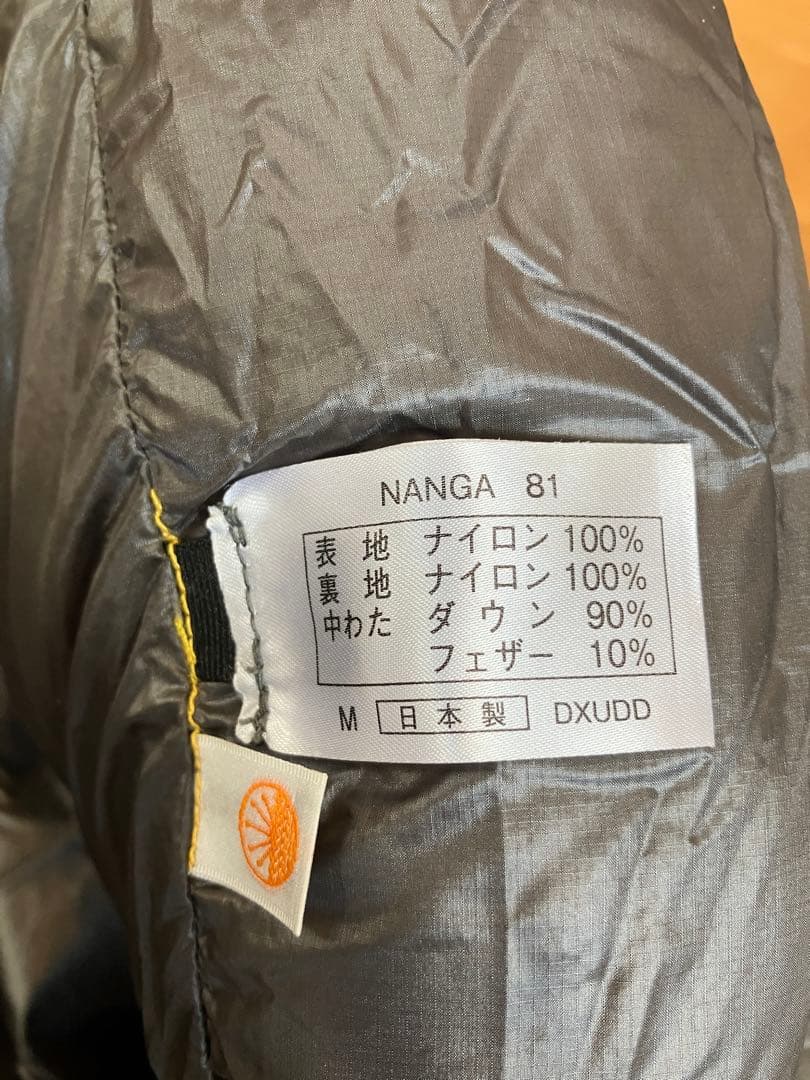 NANGA 81
表 地 ナイロン 100%
裏 地 ナイロン 100%
中わた ダ ウ ン 90%
フェザー 10%
M 日本製 DXUDD